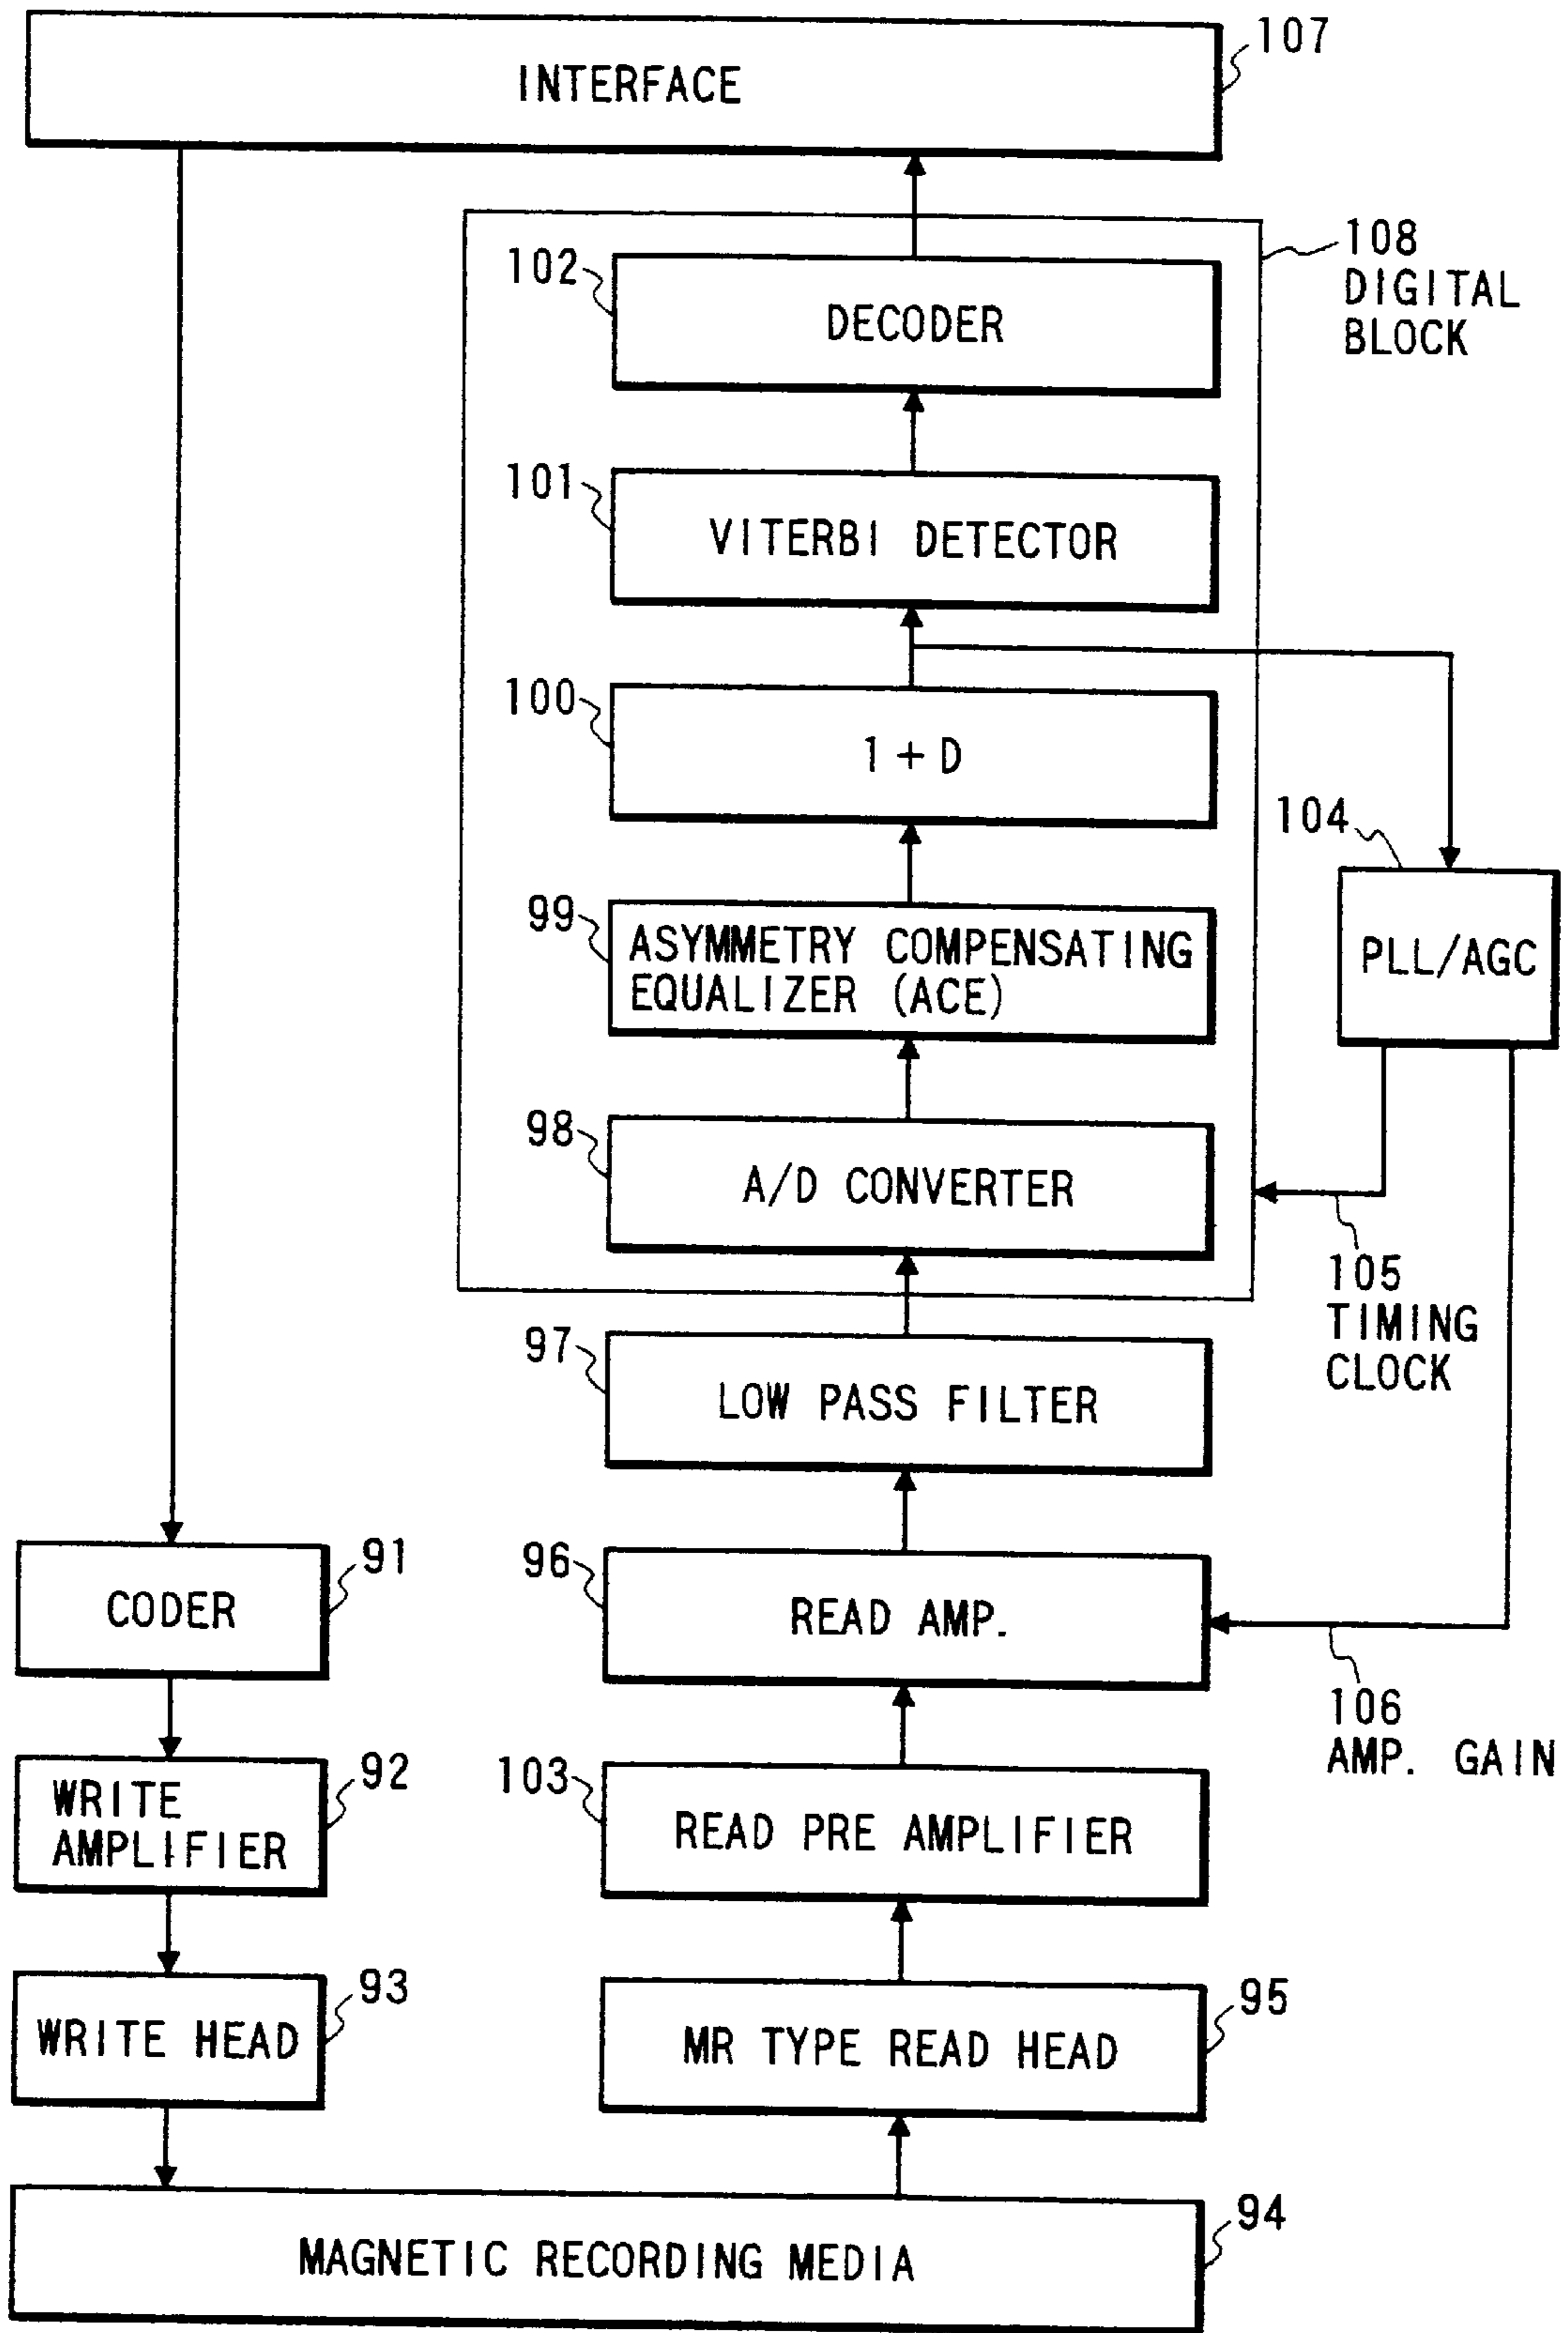 107
INTERFACE
108
DIGITAL
BLOCK
102
DECODER
101
VITERBI DETECTOR
100
1 + D
104
PLL/AGC
99
ASYMMETRY COMPENSATING
EQUALIZER (ACE)
98
A/D CONVERTER
105
TIMING
CLOCK
97
LOW PASS FILTER
91
CODER
96
READ AMP.
106
AMP. GAIN
92
WRITE
AMPLIFIER
103
READ PRE AMPLIFIER
93
WRITE HEAD
95
MR TYPE READ HEAD
94
MAGNETIC RECORDING MEDIA